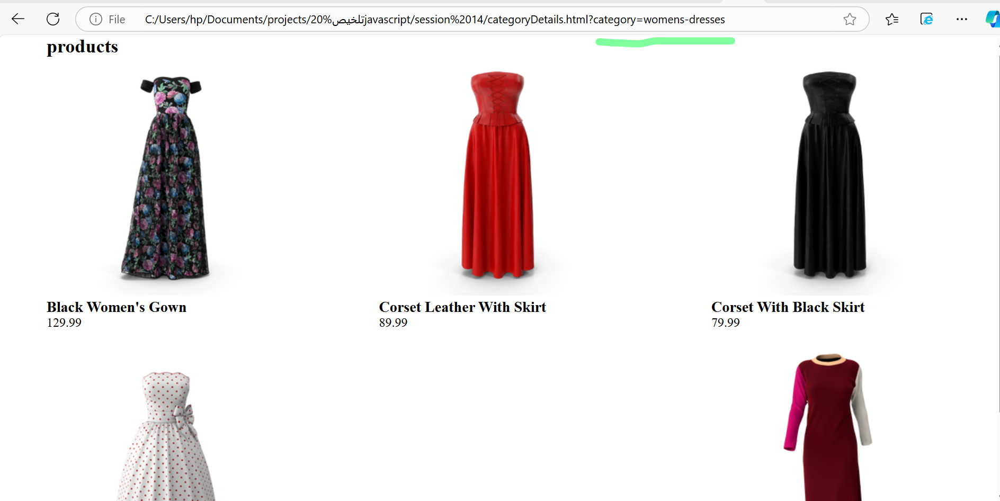 File C:/Users/hp/Documents/projects/20%تلخيصjavascript/session%2014/categoryDetails.html?category=womens-dresses
products
Black Women's Gown
129.99
Corset Leather With Skirt
89.99
Corset With Black Skirt
79.99